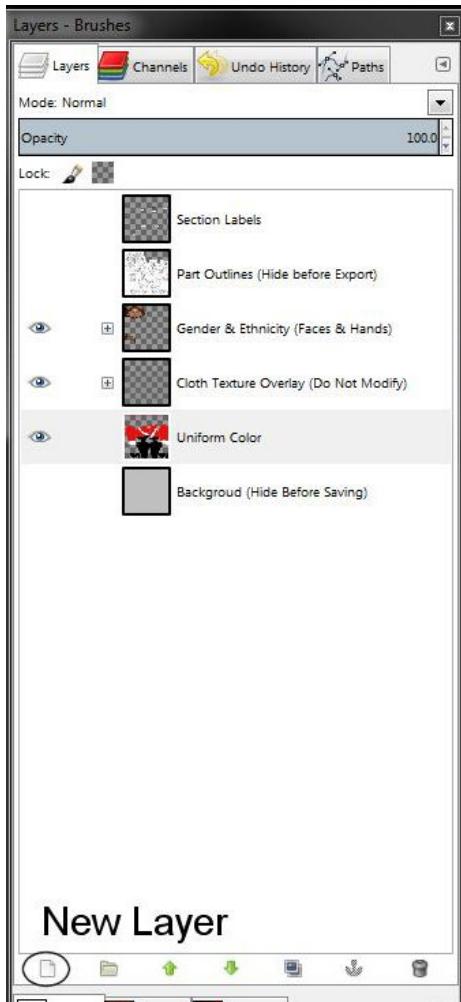 Layers - Brushes
Layers Channels Undo History Paths
Mode: Normal
Opacity 100.0
Lock:
Section Labels
Part Outlines (Hide before Export)
Gender & Ethnicity (Faces & Hands)
Cloth Texture Overlay (Do Not Modify)
Uniform Color
Backgroud (Hide Before Saving)
New Layer